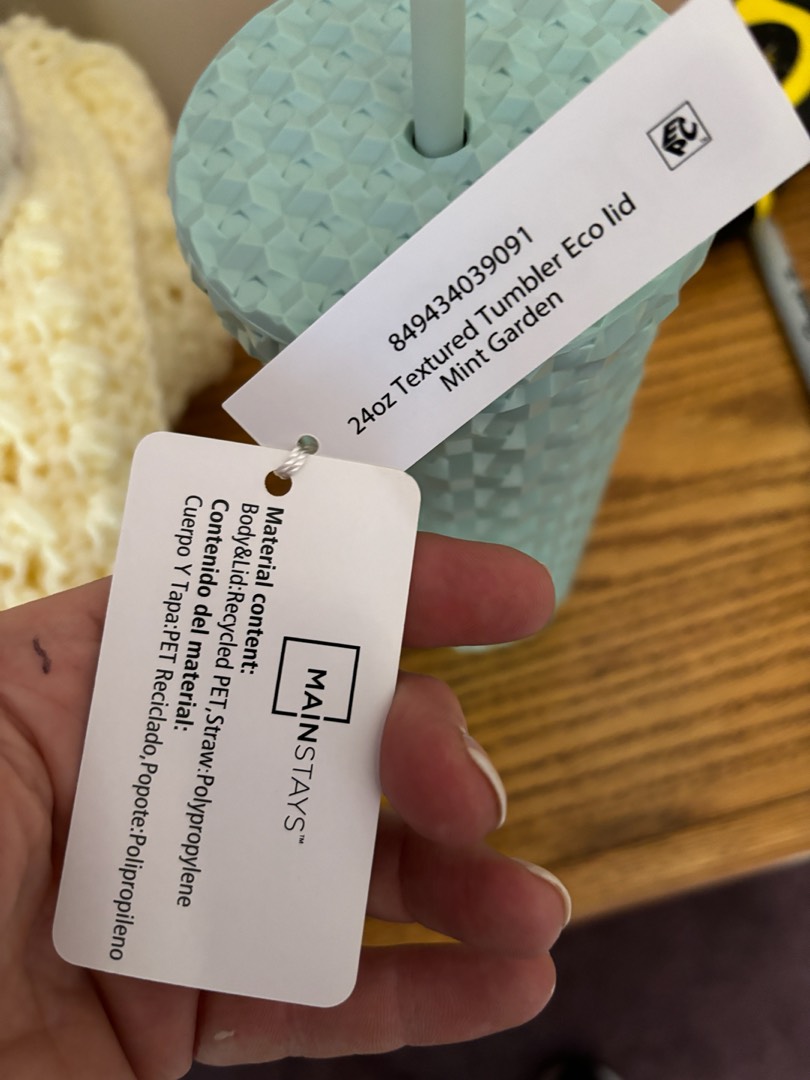 EPC
849434039091
24oz Textured Tumbler Eco lid
Mint Garden
MAINSTAYS™
Material content:
Body&Lid:Recycled PET,Straw:Polypropylene
Contenido del material:
Cuerpo Y Tapa:PET Reciclado,Popote:Polipropileno